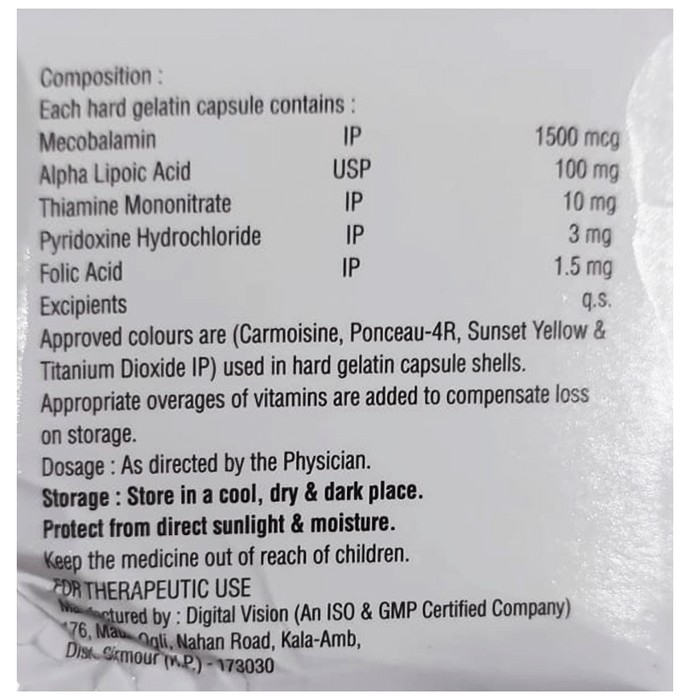 Composition :
Each hard gelatin capsule contains :
Mecobalamin IP 1500 mcg
Alpha Lipoic Acid USP 100 mg
Thiamine Mononitrate IP 10 mg
Pyridoxine Hydrochloride IP 3 mg
Folic Acid IP 1.5 mg
Excipients q.s.
Approved colours are (Carmoisine, Ponceau-4R, Sunset Yellow &
Titanium Dioxide IP) used in hard gelatin capsule shells.
Appropriate overages of vitamins are added to compensate loss
on storage.
Dosage : As directed by the Physician.
Storage : Store in a cool, dry & dark place.
Protect from direct sunlight & moisture.
Keep the medicine out of reach of children.
FOR THERAPEUTIC USE
by : Digital Vision (An ISO & GMP Certified Company)
Nahan Road, Kala-Amb,
Dist. Sirmour (H.P.) - 173030